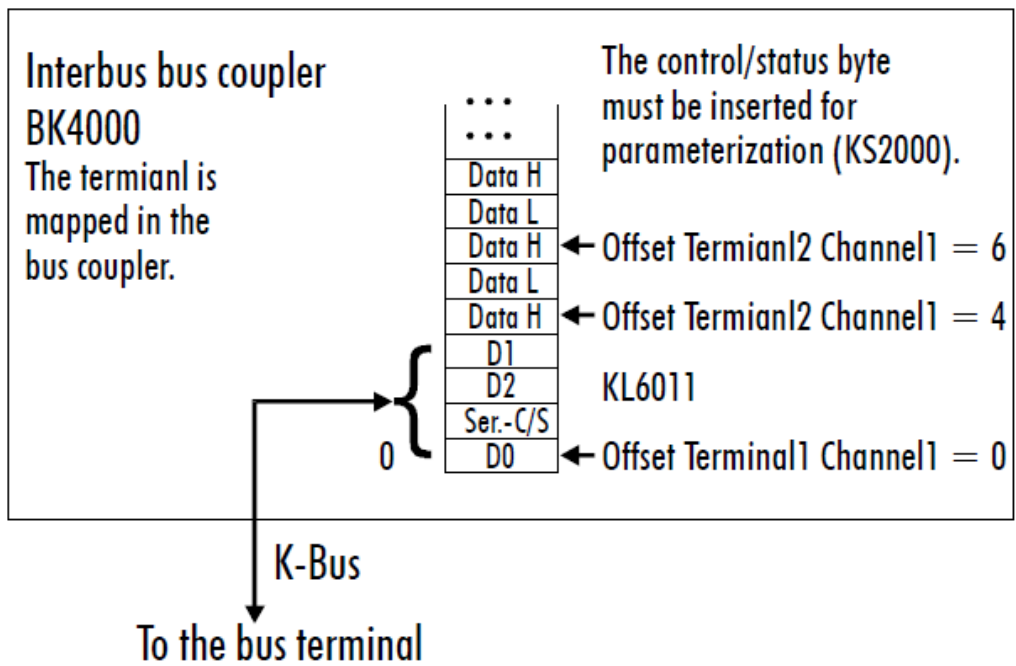 Interbus bus coupler
BK4000
The termianl is
mapped in the
bus coupler.
The control/status byte
must be inserted for
parameterization (KS2000).
...
...
Data H
Data L
Data H ← Offset Termianl2 Channel1 = 6
Data L
Data H ← Offset Termianl2 Channel1 = 4
D1
D2 KL6011
Ser.-C/S
0 D0 ← Offset Terminal1 Channel1 = 0
K-Bus
To the bus terminal